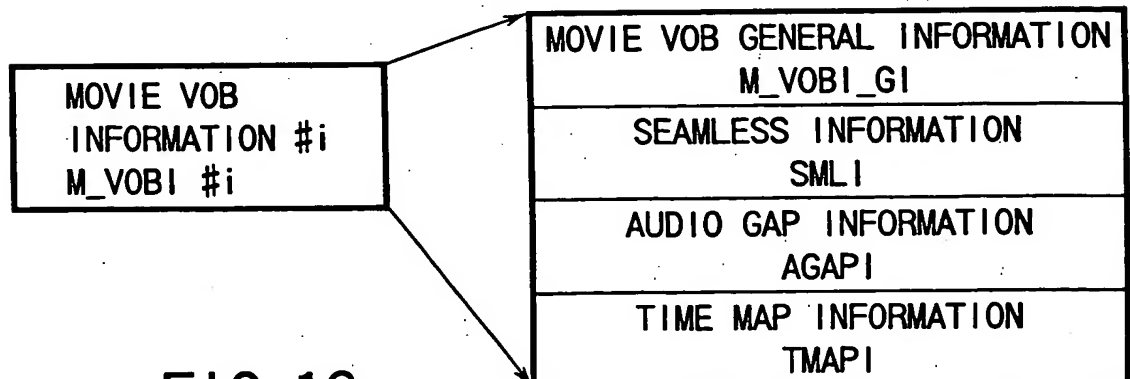 MOVIE VOB
INFORMATION #i
M_VOBI #i
MOVIE VOB GENERAL INFORMATION
M_VOBI_GI
SEAMLESS INFORMATION
SMLI
AUDIO GAP INFORMATION
AGAPI
TIME MAP INFORMATION
TMAPI